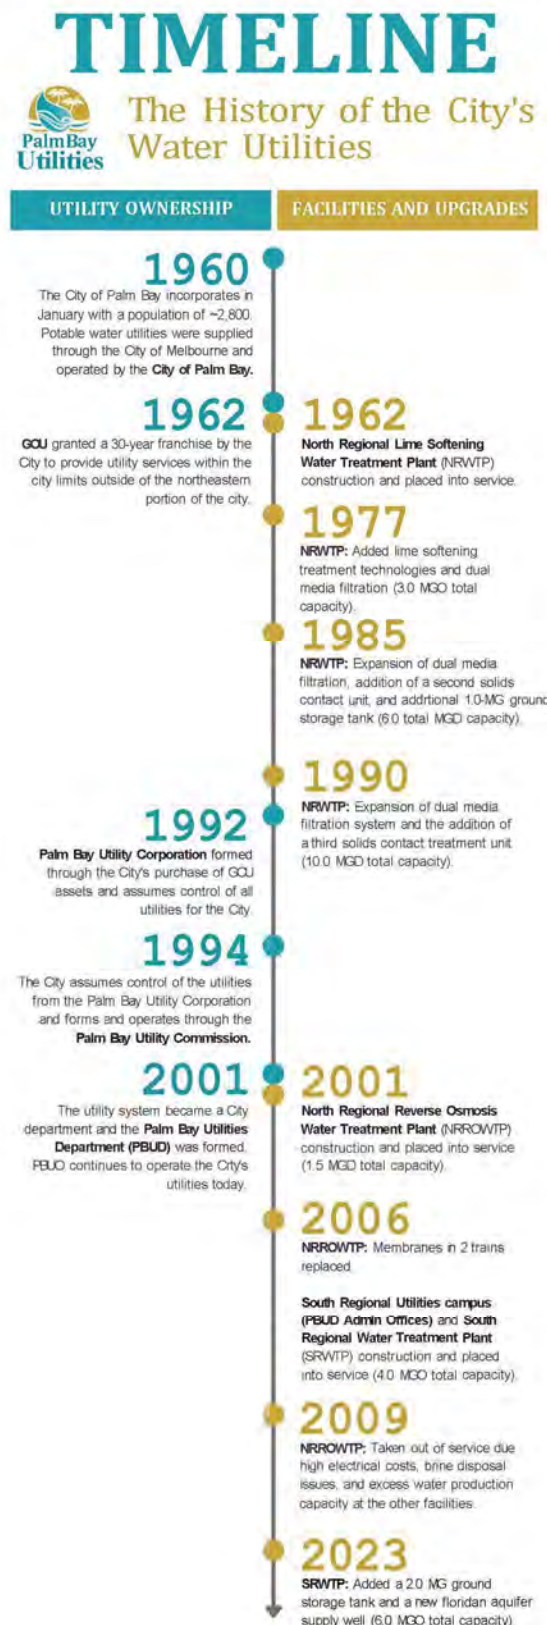 TIMELINE
The History of the City's
Water Utilities
Palm Bay
Utilities
UTILITY OWNERSHIP
FACILITIES AND UPGRADES
1960
The City of Palm Bay incorporates in
January with a population of ~2,800.
Potable water utilities were supplied
through the City of Melbourne and
operated by the City of Palm Bay.
1962
GCU granted a 30-year franchise by the
City to provide utility services within the
city limits outside of the northeastern
portion of the city.
1962
North Regional Lime Softening
Water Treatment Plant (NRWTP)
construction and placed into service.
1977
NRWTP: Added lime softening
treatment technologies and dual
media filtration (3.0 MGO total
capacity).
1985
NRWTP: Expansion of dual media
filtration, addition of a second solids
contact unit, and addrtional 1.0-MG ground
storage tank (6.0 total MGD capacity).
1990
NRWTP: Expansion of dual media
filtration system and the addition of
a third solids contact treatment unit
(10.0 MGD total capacity).
1992
Palm Bay Utility Corporation formed
through the City's purchase of GCU
assets and assumes control of all
utilities for the City.
1994
The City assumes control of the utilities
from the Palm Bay Utility Corporation
and forms and operates through the
Palm Bay Utility Commission.
2001
The utility system became a City
department and the Palm Bay Utilities
Department (PBUD) was formed.
PBUO continues to operate the Crty's
utilities today.
2001
North Regional Reverse Osmosis
Water Treatment Plant (NRROWTP)
construction and placed into service
(1.5 MGD total capacity).
2006
NRROWTP: Membranes in 2 trains
replaced.
South Regional Utilities campus
(PBUD Admin Offices) and South
Regional Water Treatment Plant
(SRWTP) construction and placed
into service (4.0 MGO total capacity).
2009
NRROWTP: Taken out of service due
high electrical costs, brine disposal
issues, and excess water production
capacity at the other facilities.
2023
SRWTP: Added a 2.0 MG ground
storage tank and a new floridan aquifer
supply well (6.0 MGO total capacity)